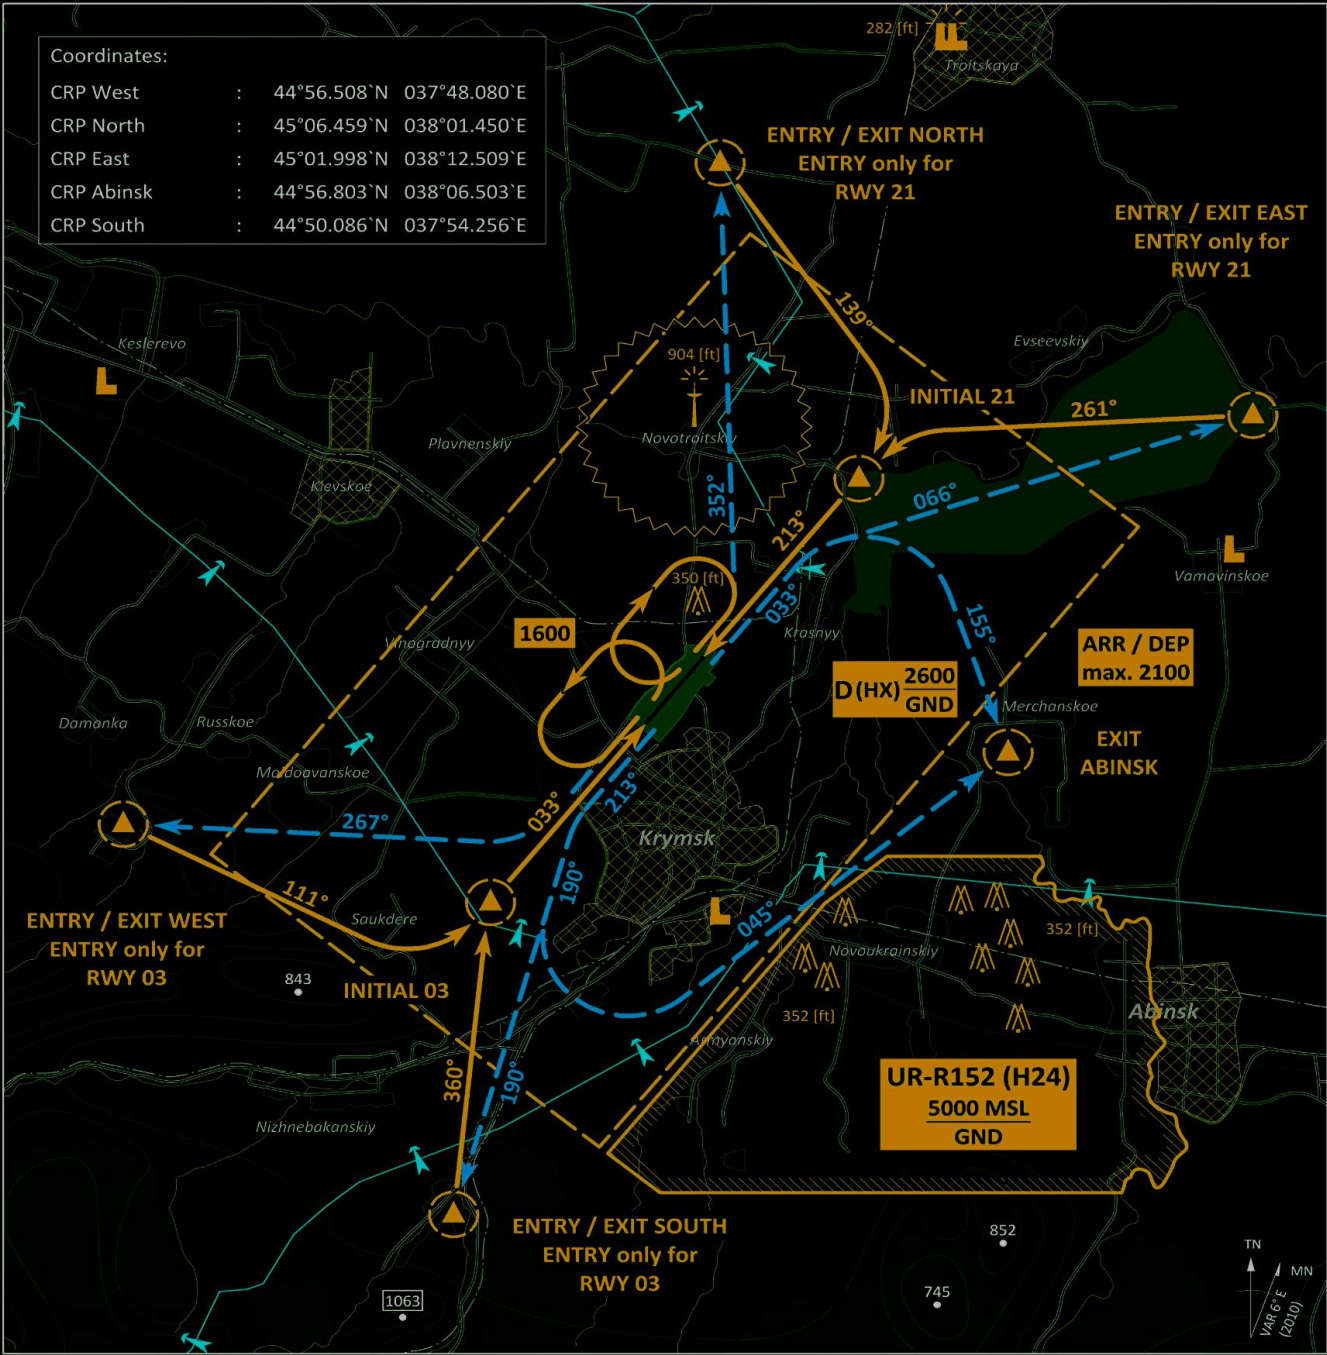 Coordinates:
CRP West : 44°56.508`N 037°48.080`E
CRP North : 45°06.459`N 038°01.450`E
CRP East : 45°01.998`N 038°12.509`E
CRP Abinsk : 44°56.803`N 038°06.503`E
CRP South : 44°50.086`N 037°54.256`E
282 [ft]
Troitskaya
ENTRY / EXIT NORTH
ENTRY only for
RWY 21
ENTRY / EXIT EAST
ENTRY only for
RWY 21
139°
Keslerevo
904 [ft]
Evseevskiy
INITIAL 21
261°
Plavnenskiy
Novotroitskiy
Kievskoe
352°
066°
213°
350 [ft]
033°
Vamavinskoe
155°
1600
Vinogradnyy
Krasnyy
ARR / DEP
max. 2100
D (HX) 2600
GND
Merchanskoe
Damonka
Russkoe
EXIT
ABINSK
Moldoavanskoe
213°
267°
033°
Krymsk
190°
111°
ENTRY / EXIT WEST
ENTRY only for
RWY 03
Saukdere
045°
352 [ft]
Novoukrainskiy
843
INITIAL 03
352 [ft]
Abinsk
Armyanskiy
360°
190°
UR-R152 (H24)
5000 MSL
GND
Nizhnebakanskiy
ENTRY / EXIT SOUTH
ENTRY only for
RWY 03
852
745
1063
TN
MN
VAR 6° E
(2010)